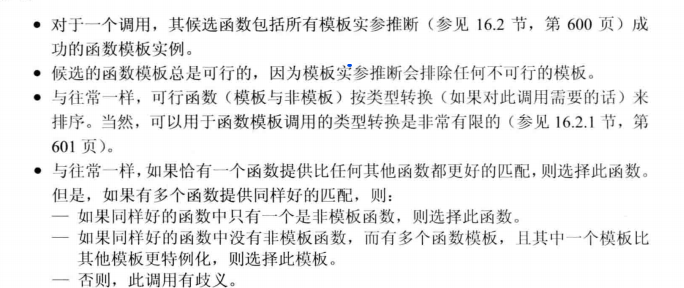 ● 对于一个调用，其候选函数包括所有模板实参推断（参见 16.2 节，第 600 页）成
功的函数模板实例。
● 候选的函数模板总是可行的，因为模板实参推断会排除任何不可行的模板。
● 与往常一样，可行函数（模板与非模板）按类型转换（如果对此调用需要的话）来
排序。当然，可以用于函数模板调用的类型转换是非常有限的（参见 16.2.1 节，第
601 页）。
● 与往常一样，如果恰有一个函数提供比任何其他函数都更好的匹配，则选择此函数。
但是，如果有多个函数提供同样好的匹配，则：
— 如果同样好的函数中只有一个是非模板函数，则选择此函数。
— 如果同样好的函数中没有非模板函数，而有多个函数模板，且其中一个模板比
其他模板更特例化，则选择此模板。
— 否则，此调用有歧义。